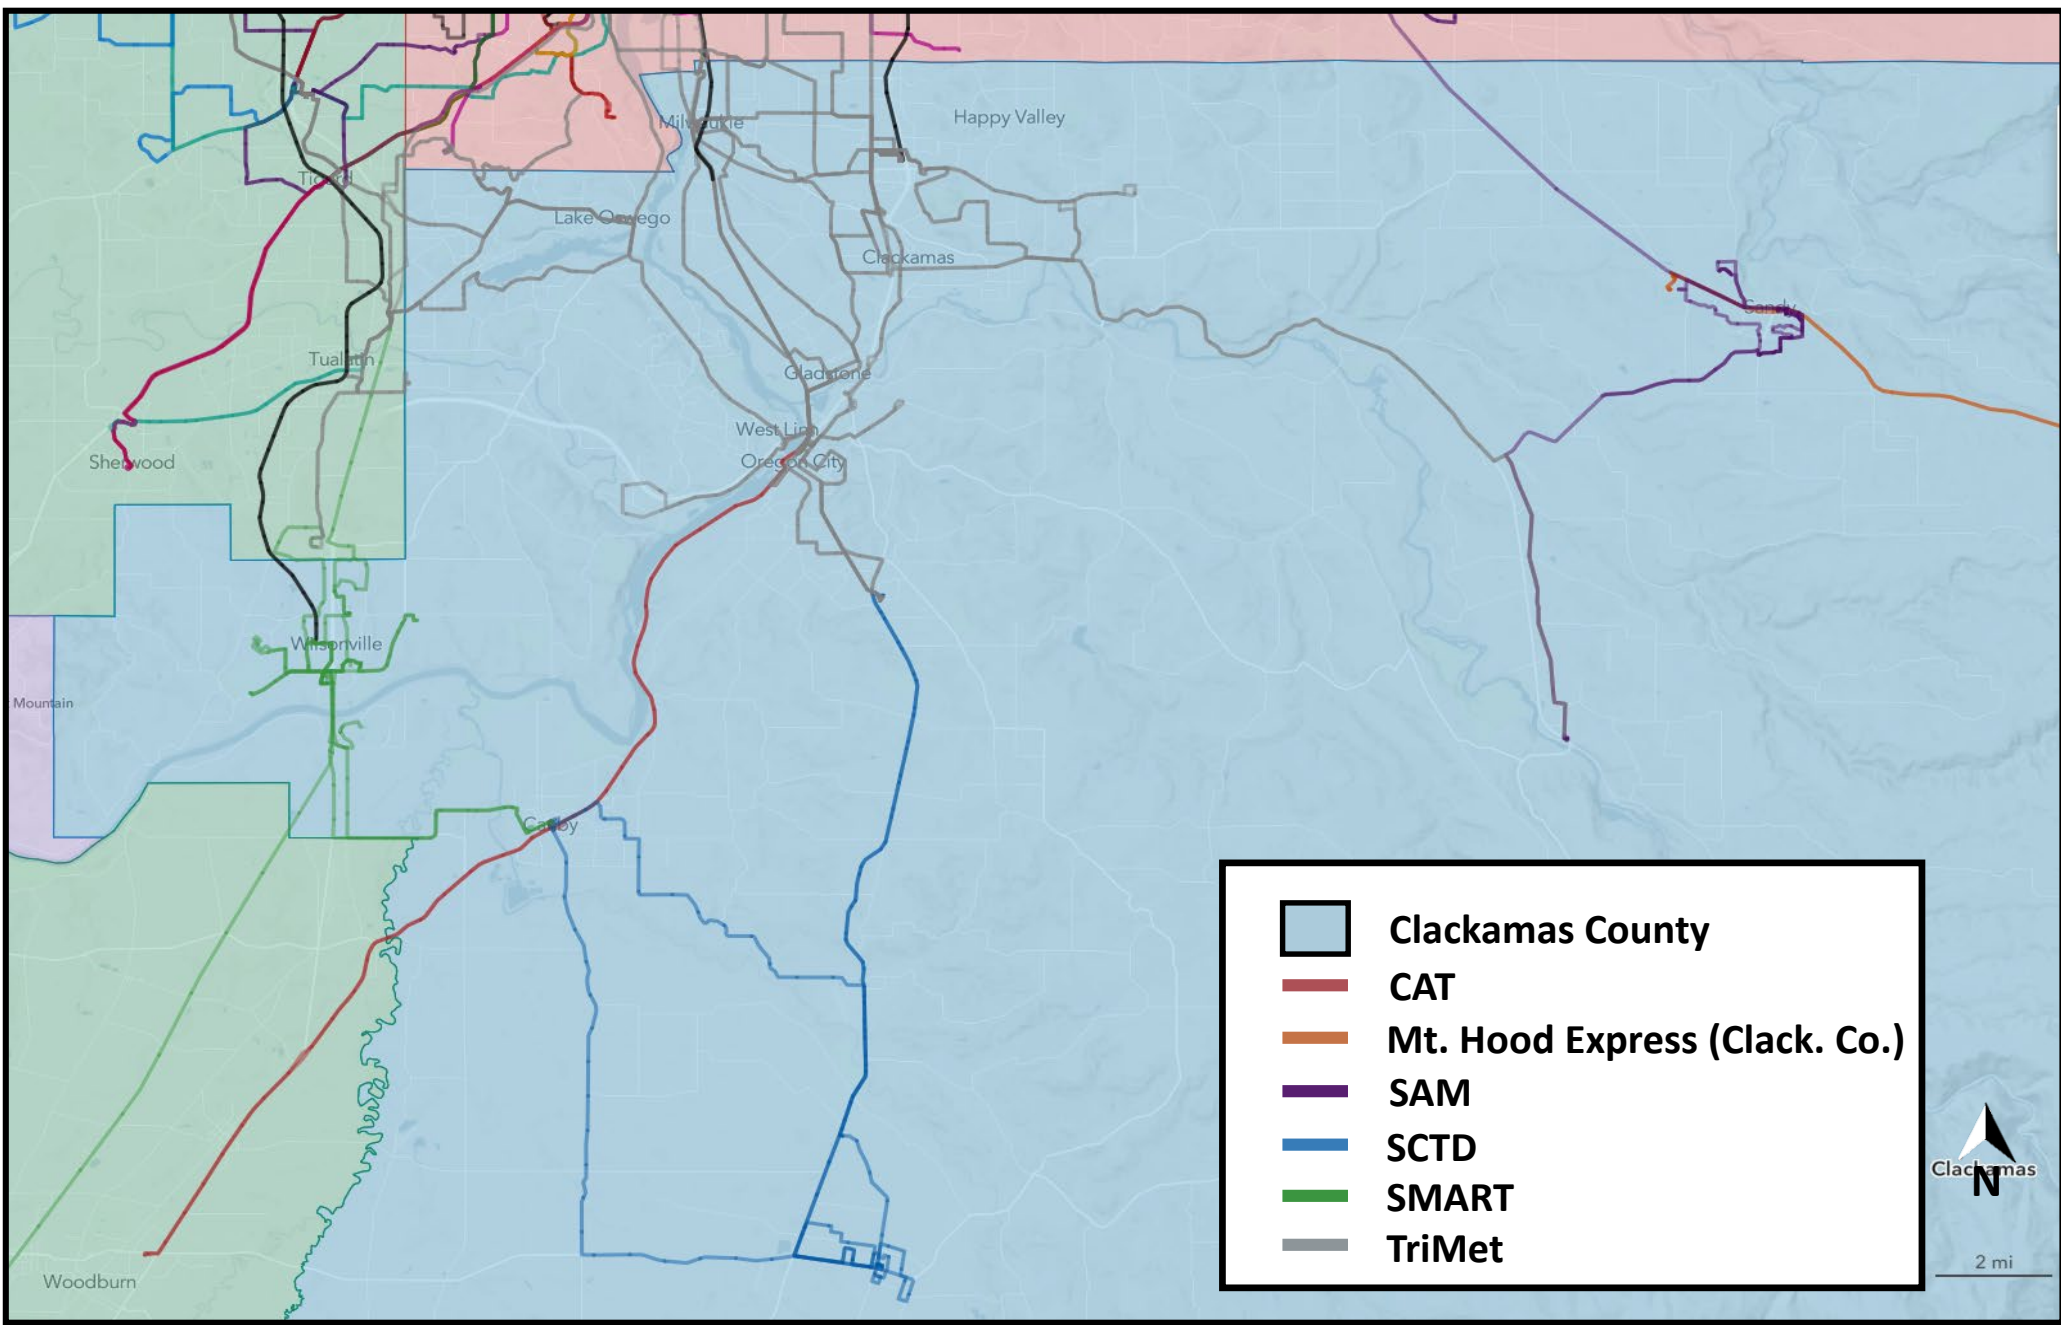 Happy Valley
Milwaukie
Tigard
Lake Oswego
Clackamas
Sandy
Tualatin
Gladstone
West Linn
Oregon City
Sherwood
Wilsonville
Mountain
Canby
Woodburn
Clackamas County
CAT
Mt. Hood Express (Clack. Co.)
SAM
SCTD
SMART
TriMet
Clackamas
N
2 mi